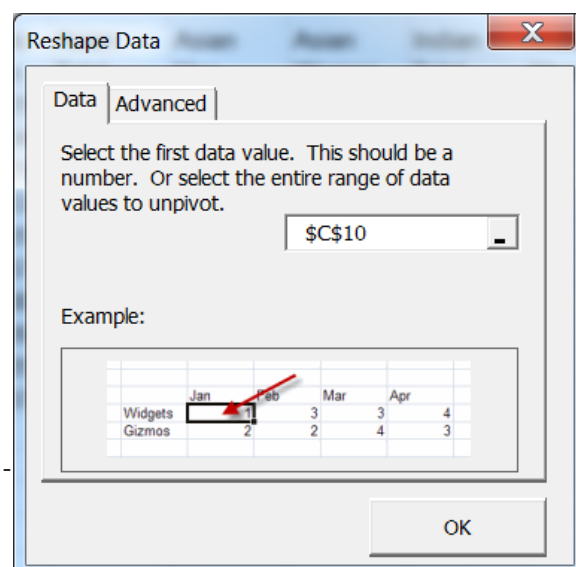 Reshape Data
Data Advanced
Select the first data value. This should be a
number. Or select the entire range of data
values to unpivot.
$C$10
Example:
Jan Feb Mar Apr
Widgets 1 3 3 4
Gizmos 2 2 4 3
OK